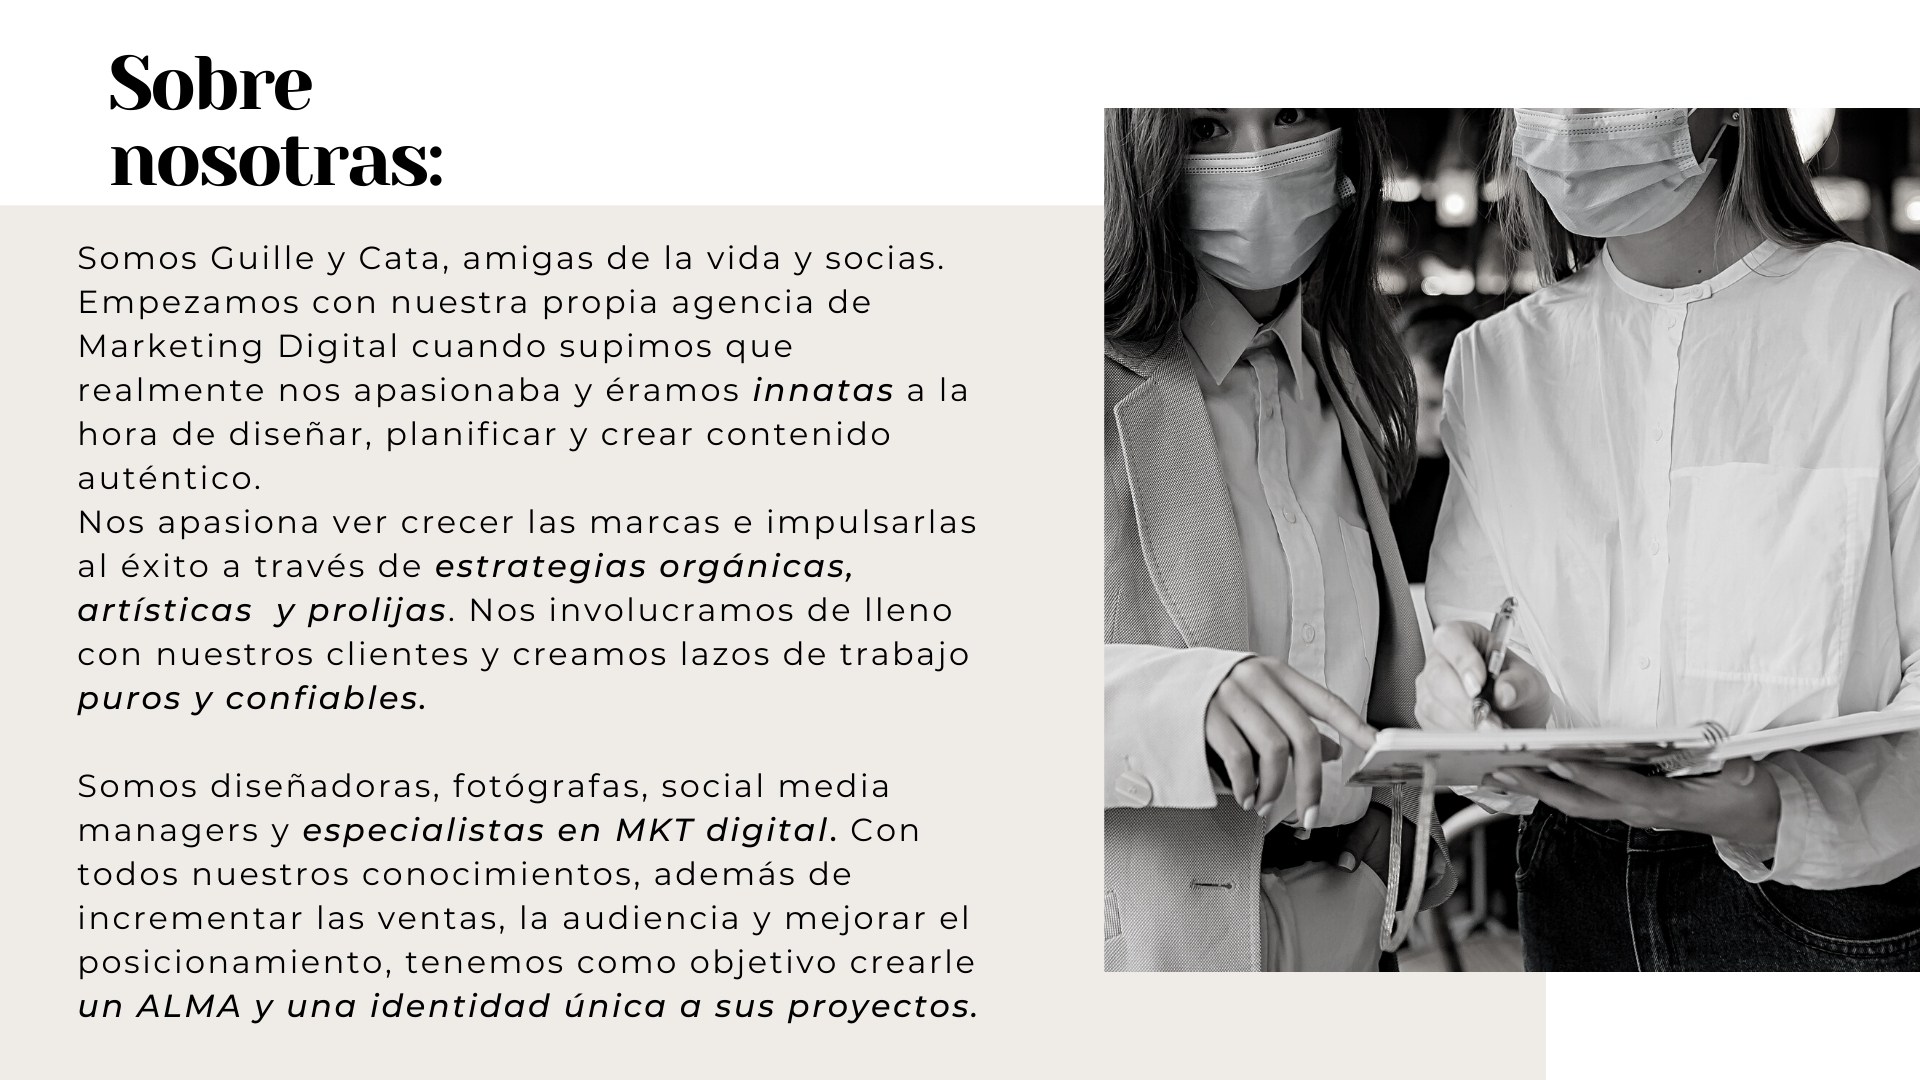 Sobre
nosotras:
Somos Guille y Cata, amigas de la vida y socias.
Empezamos con nuestra propia agencia de
Marketing Digital cuando supimos que
realmente nos apasionaba y éramos innatas a la
hora de diseñar, planificar y crear contenido
auténtico.
Nos apasiona ver crecer las marcas e impulsarlas
al éxito a través de estrategias orgánicas,
artísticas  y prolijas. Nos involucramos de lleno
con nuestros clientes y creamos lazos de trabajo
puros y confiables.
Somos diseñadoras, fotógrafas, social media
managers y especialistas en MKT digital. Con
todos nuestros conocimientos, además de
incrementar las ventas, la audiencia y mejorar el
posicionamiento, tenemos como objetivo crearle
un ALMA y una identidad única a sus proyectos.